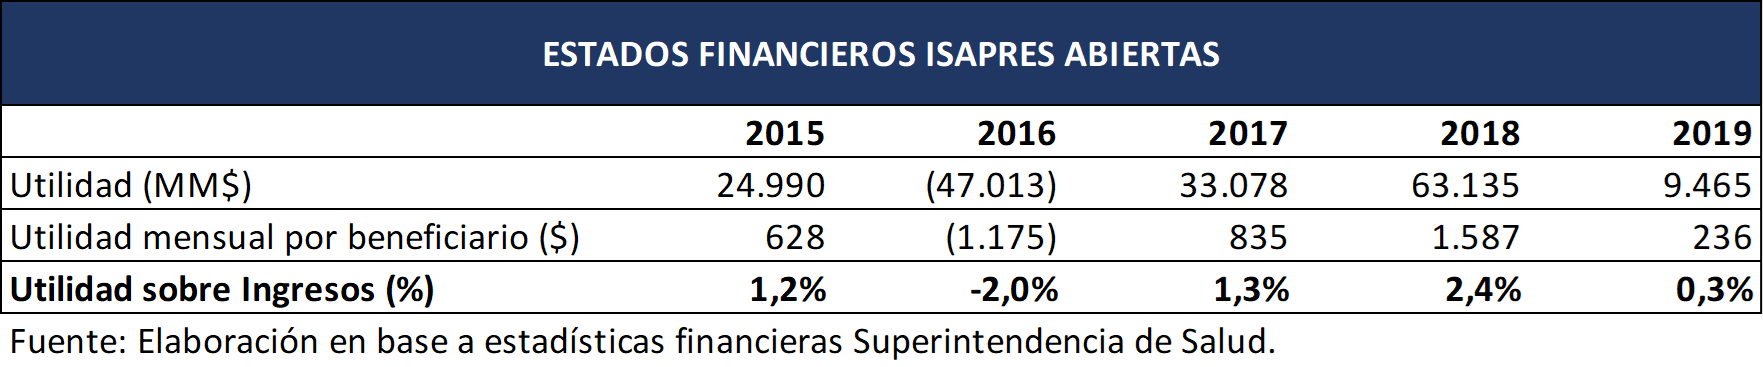 ESTADOS FINANCIEROS ISAPRES ABIERTAS
2015 2016 2017 2018 2019
Utilidad (MM$) 24.990 (47.013) 33.078 63.135 9.465
Utilidad mensual por beneficiario ($) 628 (1.175) 835 1.587 236
Utilidad sobre Ingresos (%) 1,2% -2,0% 1,3% 2,4% 0,3%
Fuente: Elaboración en base a estadísticas financieras Superintendencia de Salud.